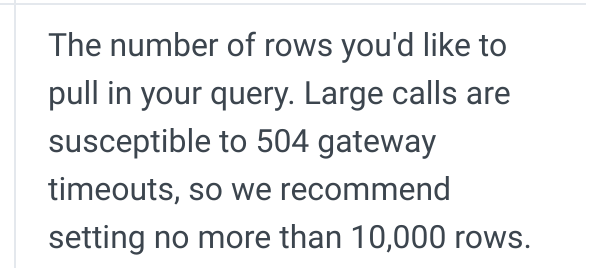 The number of rows you'd like to
pull in your query. Large calls are
susceptible to 504 gateway
timeouts, so we recommend
setting no more than 10,000 rows.